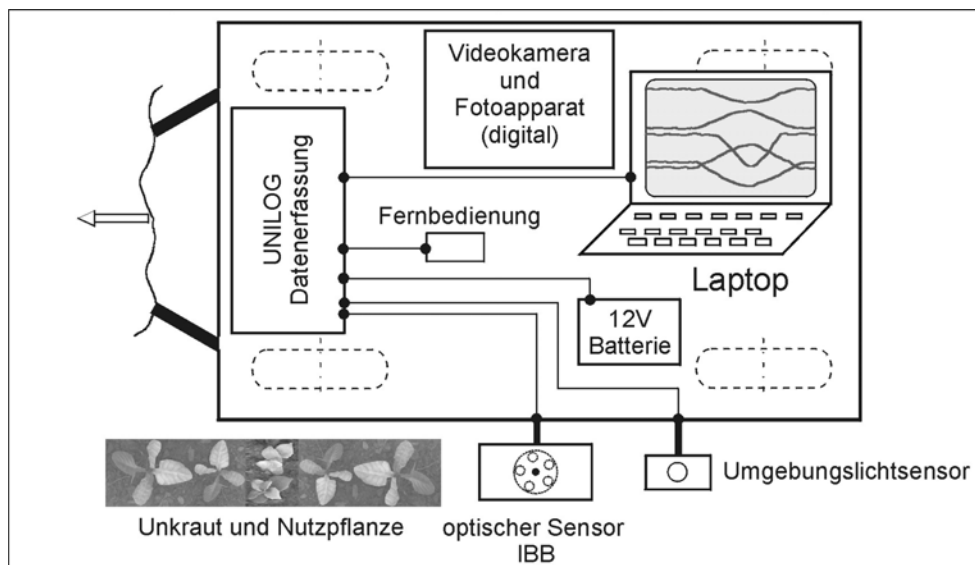 Videokamera
und
Fotoapparat
(digital)
UNILOG
Datenerfassung
Fernbedienung
Laptop
12V
Batterie
Unkraut und Nutzpflanze
optischer Sensor
IBB
Umgebungslichtsensor